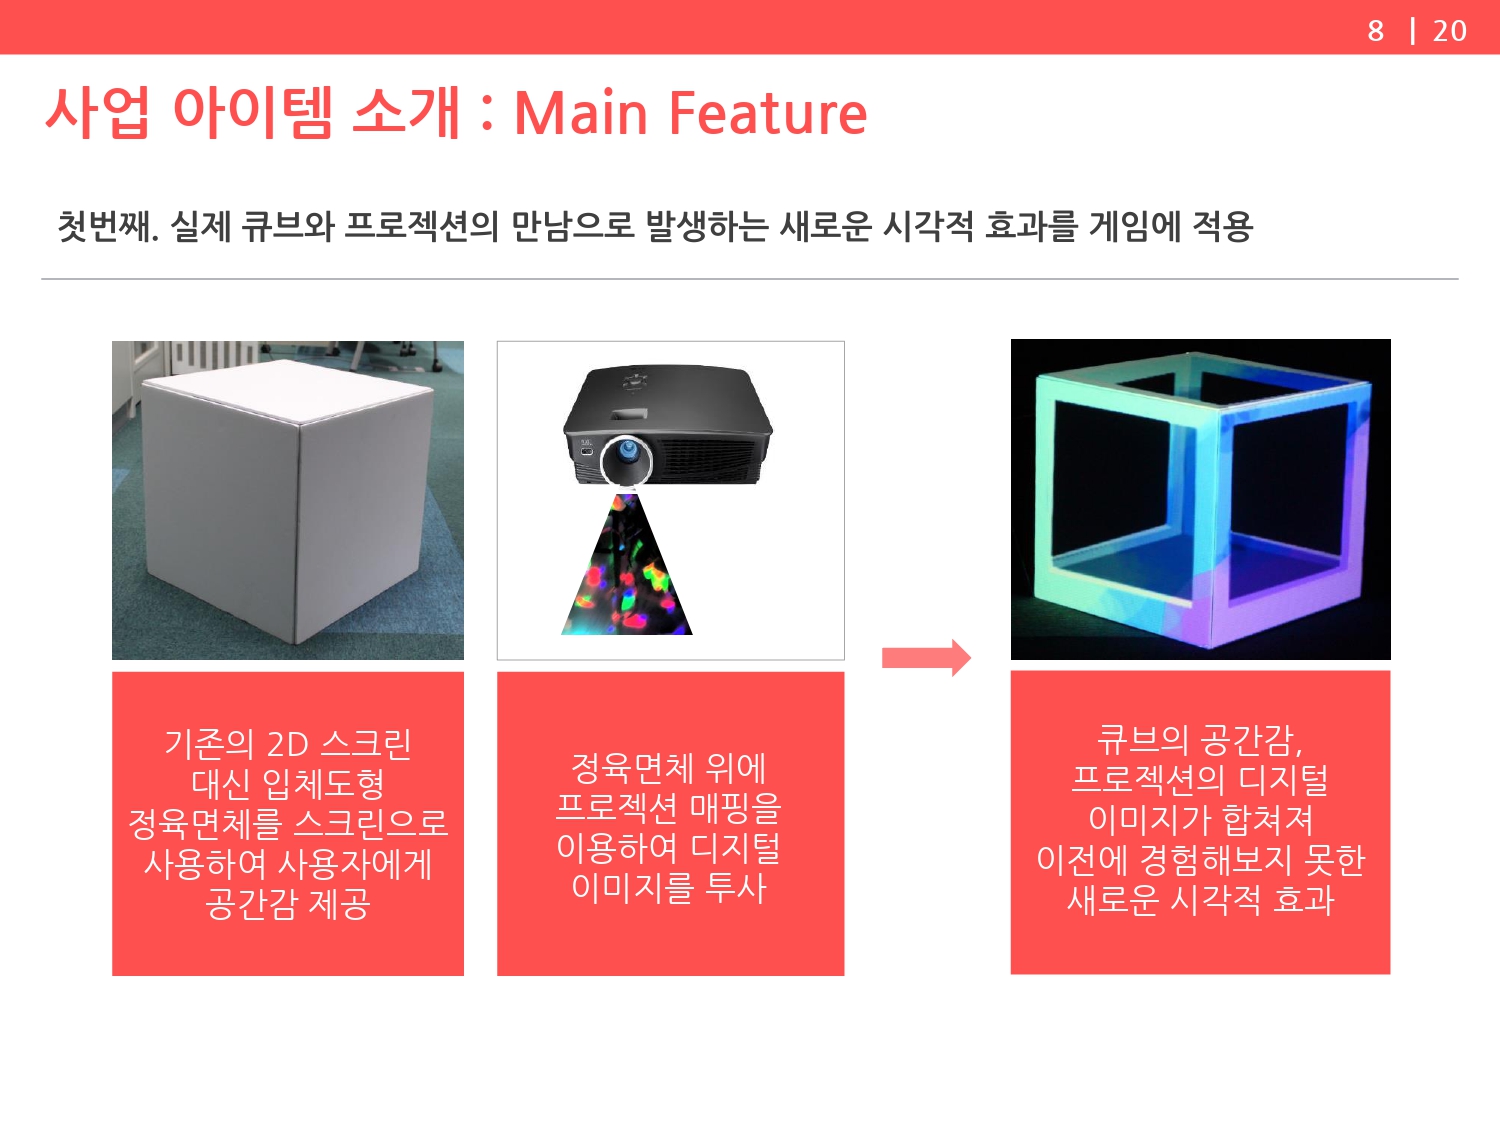 8 | 20
사업 아이템 소개 : Main Feature
첫번째. 실제 큐브와 프로젝션의 만남으로 발생하는 새로운 시각적 효과를 게임에 적용
기존의 2D 스크린
대신 입체도형
정육면체를 스크린으로
사용하여 사용자에게
공간감 제공
정육면체 위에
프로젝션 매핑을
이용하여 디지털
이미지를 투사
큐브의 공간감,
프로젝션의 디지털
이미지가 합쳐져
이전에 경험해보지 못한
새로운 시각적 효과